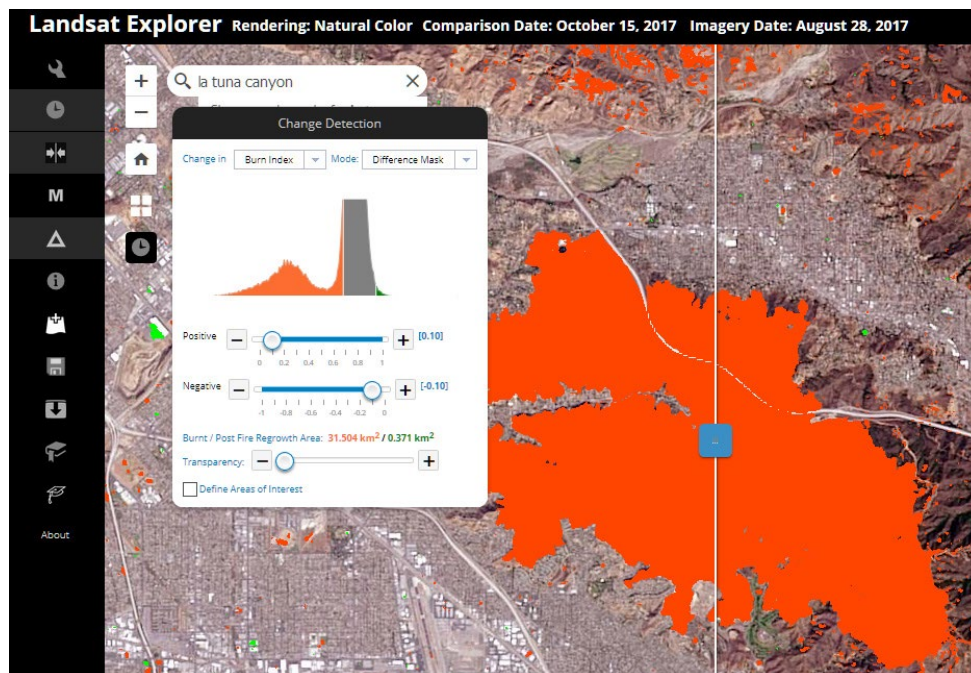 Landsat Explorer Rendering: Natural Color Comparison Date: October 15, 2017 Imagery Date: August 28, 2017
la tuna canyon
Change Detection
Change in Burn Index Mode: Difference Mask
M
Positive [0.10]
0 0.2 0.4 0.6 0.8 1
Negative [-0.10]
-1 -0.8 -0.6 -0.4 -0.2 0
Burnt / Post Fire Regrowth Area: 31.504 km² / 0.371 km²
Transparency:
Define Areas of Interest
About